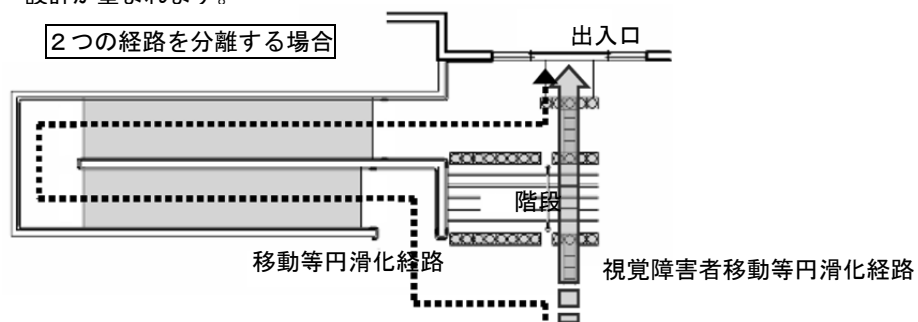 設計が望まれます。
２つの経路を分離する場合
出入口
階段
移動等円滑化経路
視覚障害者移動等円滑化経路